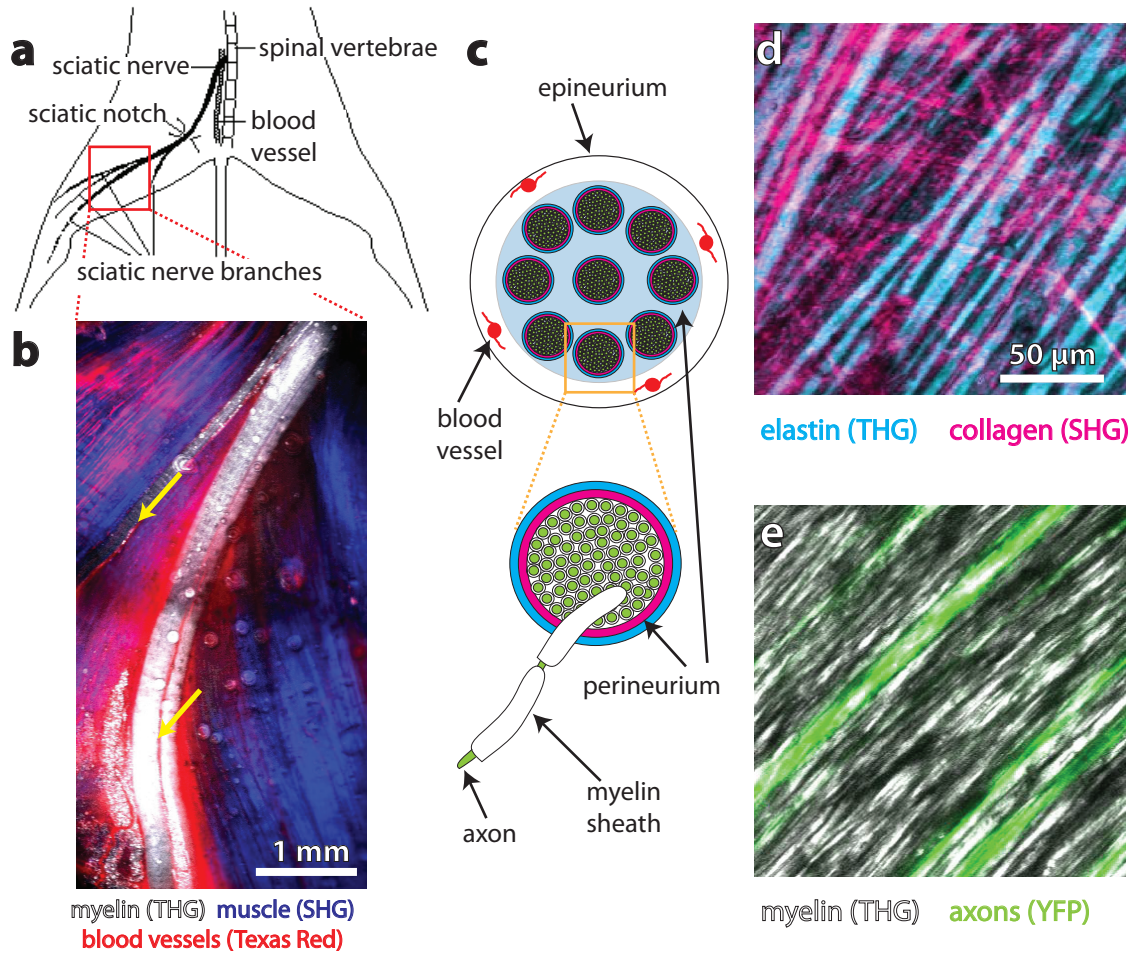 a
spinal vertebrae
sciatic nerve
sciatic notch
blood
vessel
sciatic nerve branches
b
1 mm
myelin (THG) muscle (SHG)
blood vessels (Texas Red)
c
epineurium
blood
vessel
perineurium
myelin
sheath
axon
d
50 µm
elastin (THG) collagen (SHG)
e
myelin (THG) axons (YFP)